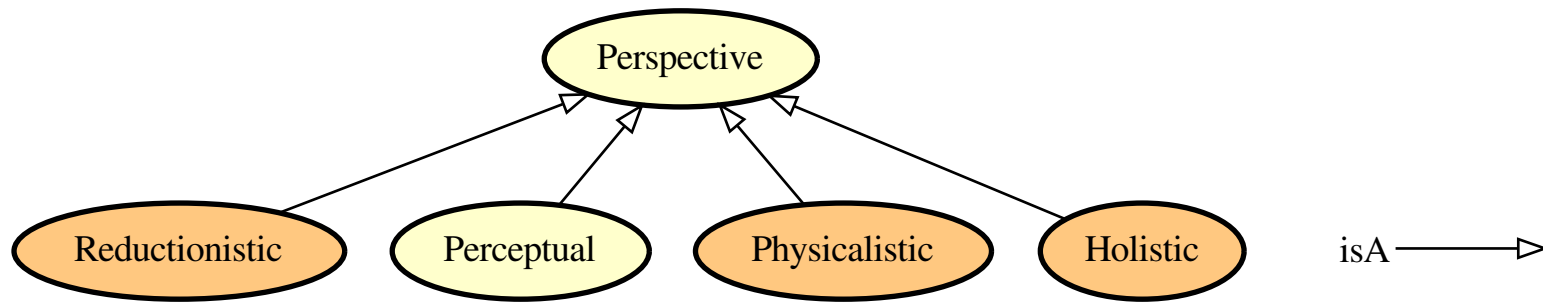 Perspective
Reductionistic
Perceptual
Physicalistic
Holistic
isA